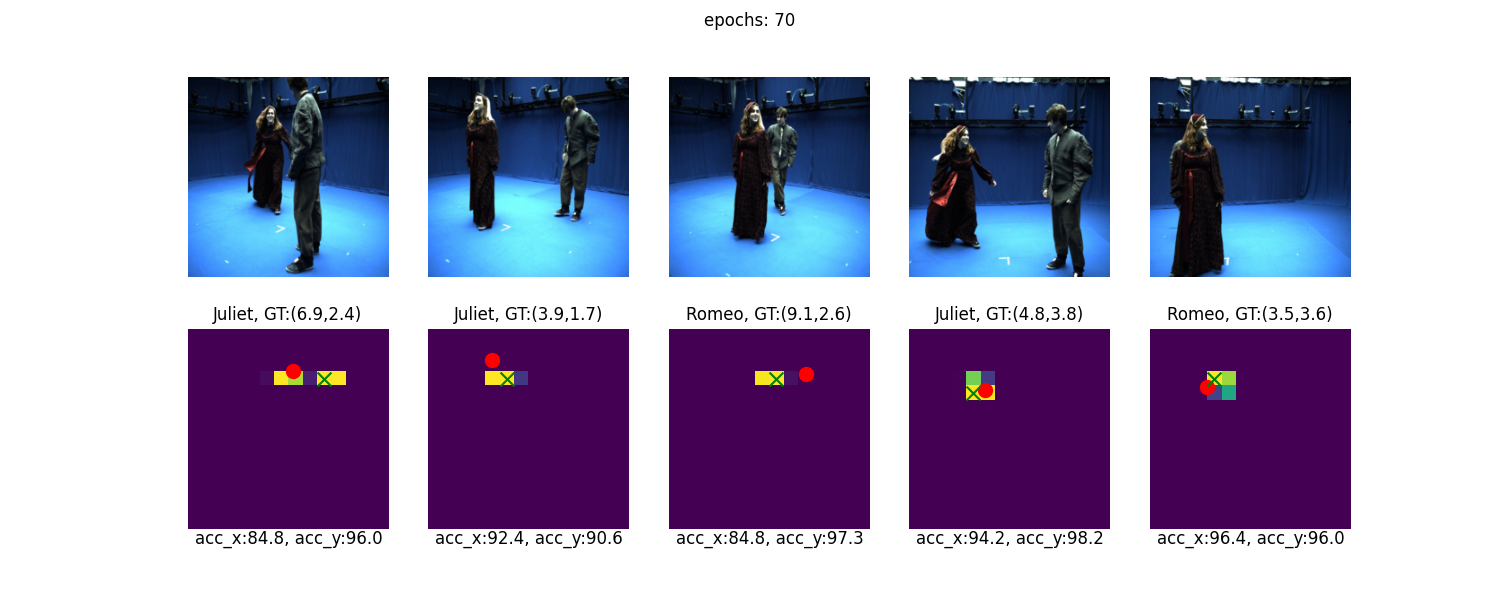 epochs: 70
Juliet, GT:(6.9,2.4)
Juliet, GT:(3.9,1.7)
Romeo, GT:(9.1,2.6)
Juliet, GT:(4.8,3.8)
Romeo, GT:(3.5,3.6)
acc_x:84.8, acc_y:96.0
acc_x:92.4, acc_y:90.6
acc_x:84.8, acc_y:97.3
acc_x:94.2, acc_y:98.2
acc_x:96.4, acc_y:96.0